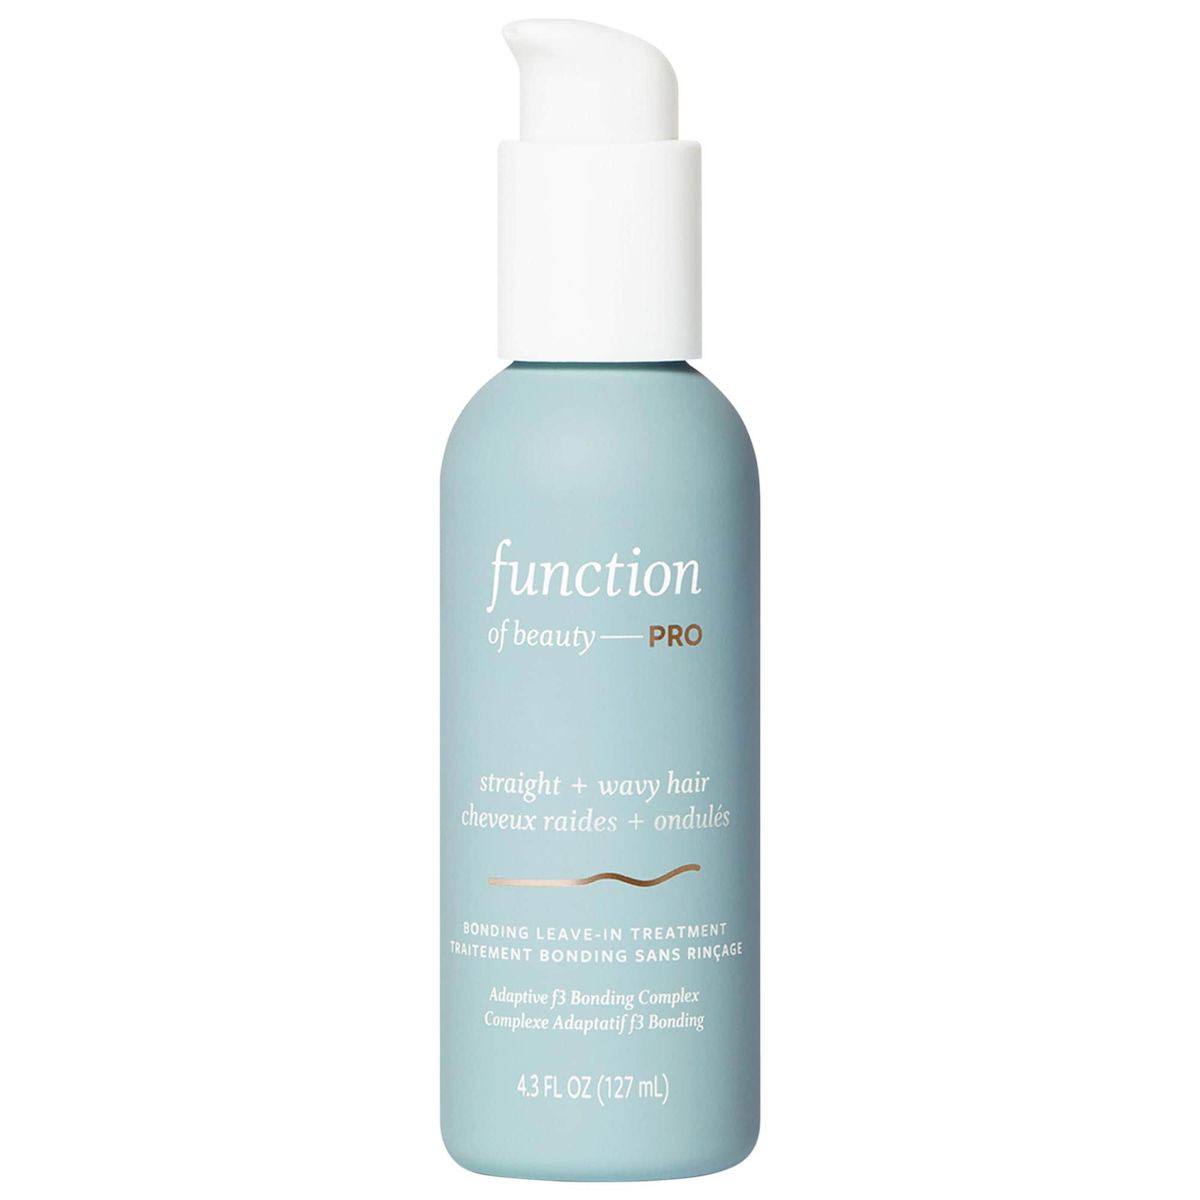 function
of beauty — PRO
straight + wavy hair
cheveux raides + ondulés
BONDING LEAVE-IN TREATMENT
TRAITEMENT BONDING SANS RINÇAGE
Adaptive f3 Bonding Complex
Complexe Adaptatif f3 Bonding
4.3 FL OZ (127 mL)